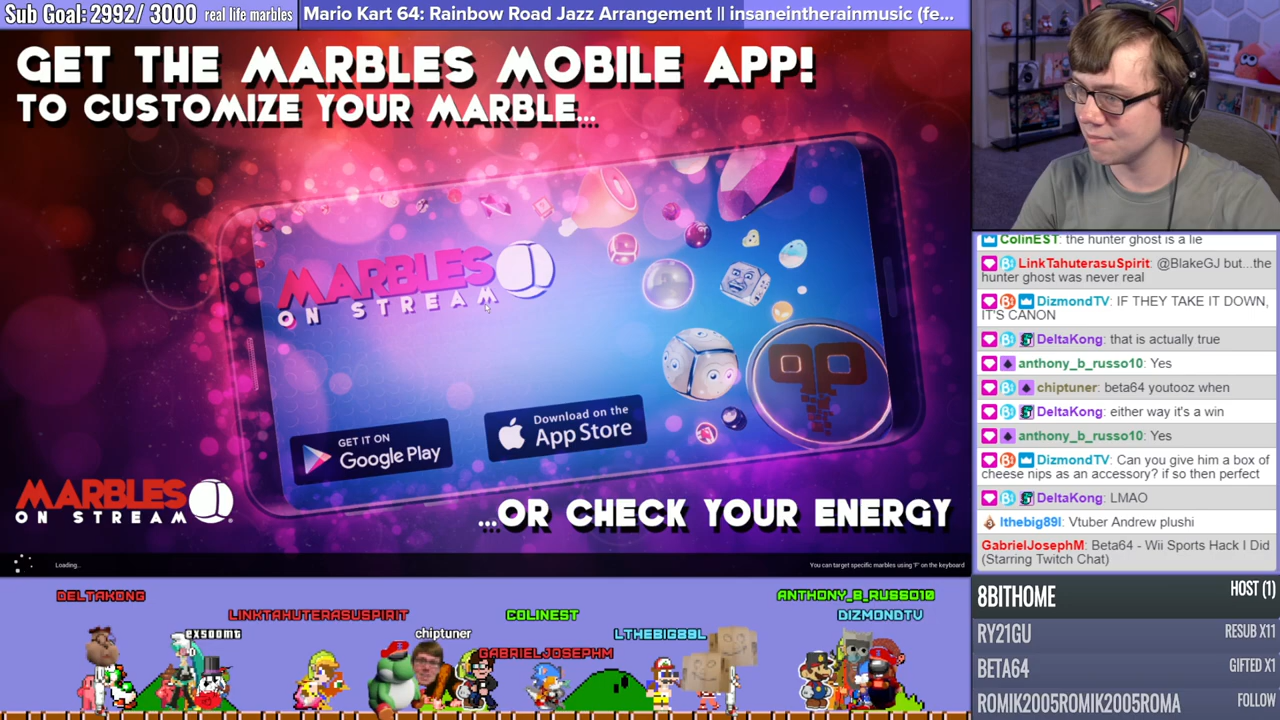 Sub Goal: 2992/ 3000 real life marbles
Mario Kart 64: Rainbow Road Jazz Arrangement || insaneintherainmusic (fe...
GET THE MARBLES MOBILE APP!
TO CUSTOMIZE YOUR MARBLE...
MARBLES
ON STREAM
GET IT ON
Google Play
Download on the
App Store
MARBLES
ON STREAM
...OR CHECK YOUR ENERGY
Loading...
You can target specific marbles using 'F' on the keyboard
ColinEST: the hunter ghost is a lie
LinkTahuterasuSpirit: @BlakeGJ but...the
hunter ghost was never real
DizmondTV: IF THEY TAKE IT DOWN,
IT'S CANON
DeltaKong: that is actually true
anthony_b_russo10: Yes
chiptuner: beta64 youtooz when
DeltaKong: either way it's a win
anthony_b_russo10: Yes
DizmondTV: Can you give him a box of
cheese nips as an accessory? if so then perfect
DeltaKong: LMAO
lthebig89l: Vtuber Andrew plushi
GabrielJosephM: Beta64 - Wii Sports Hack I Did
(Starring Twitch Chat)
8BITHOME HOST (1)
RY21GU RESUB X11
BETA64 GIFTED X1
ROMIK2005ROMIK2005ROMA FOLLOW
DELTAKONG
LINKTAHUTERASUSPIRIT
ex500mt
chiptuner
COLINEST
GABRIELJOSEPHM
LTHEBIG89L
ANTHONY_B_RUSSO10
DIZMONDTV